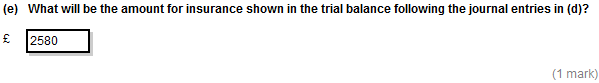 (e) What will be the amount for insurance shown in the trial balance following the journal entries in (d)?
£ 2580
(1 mark)